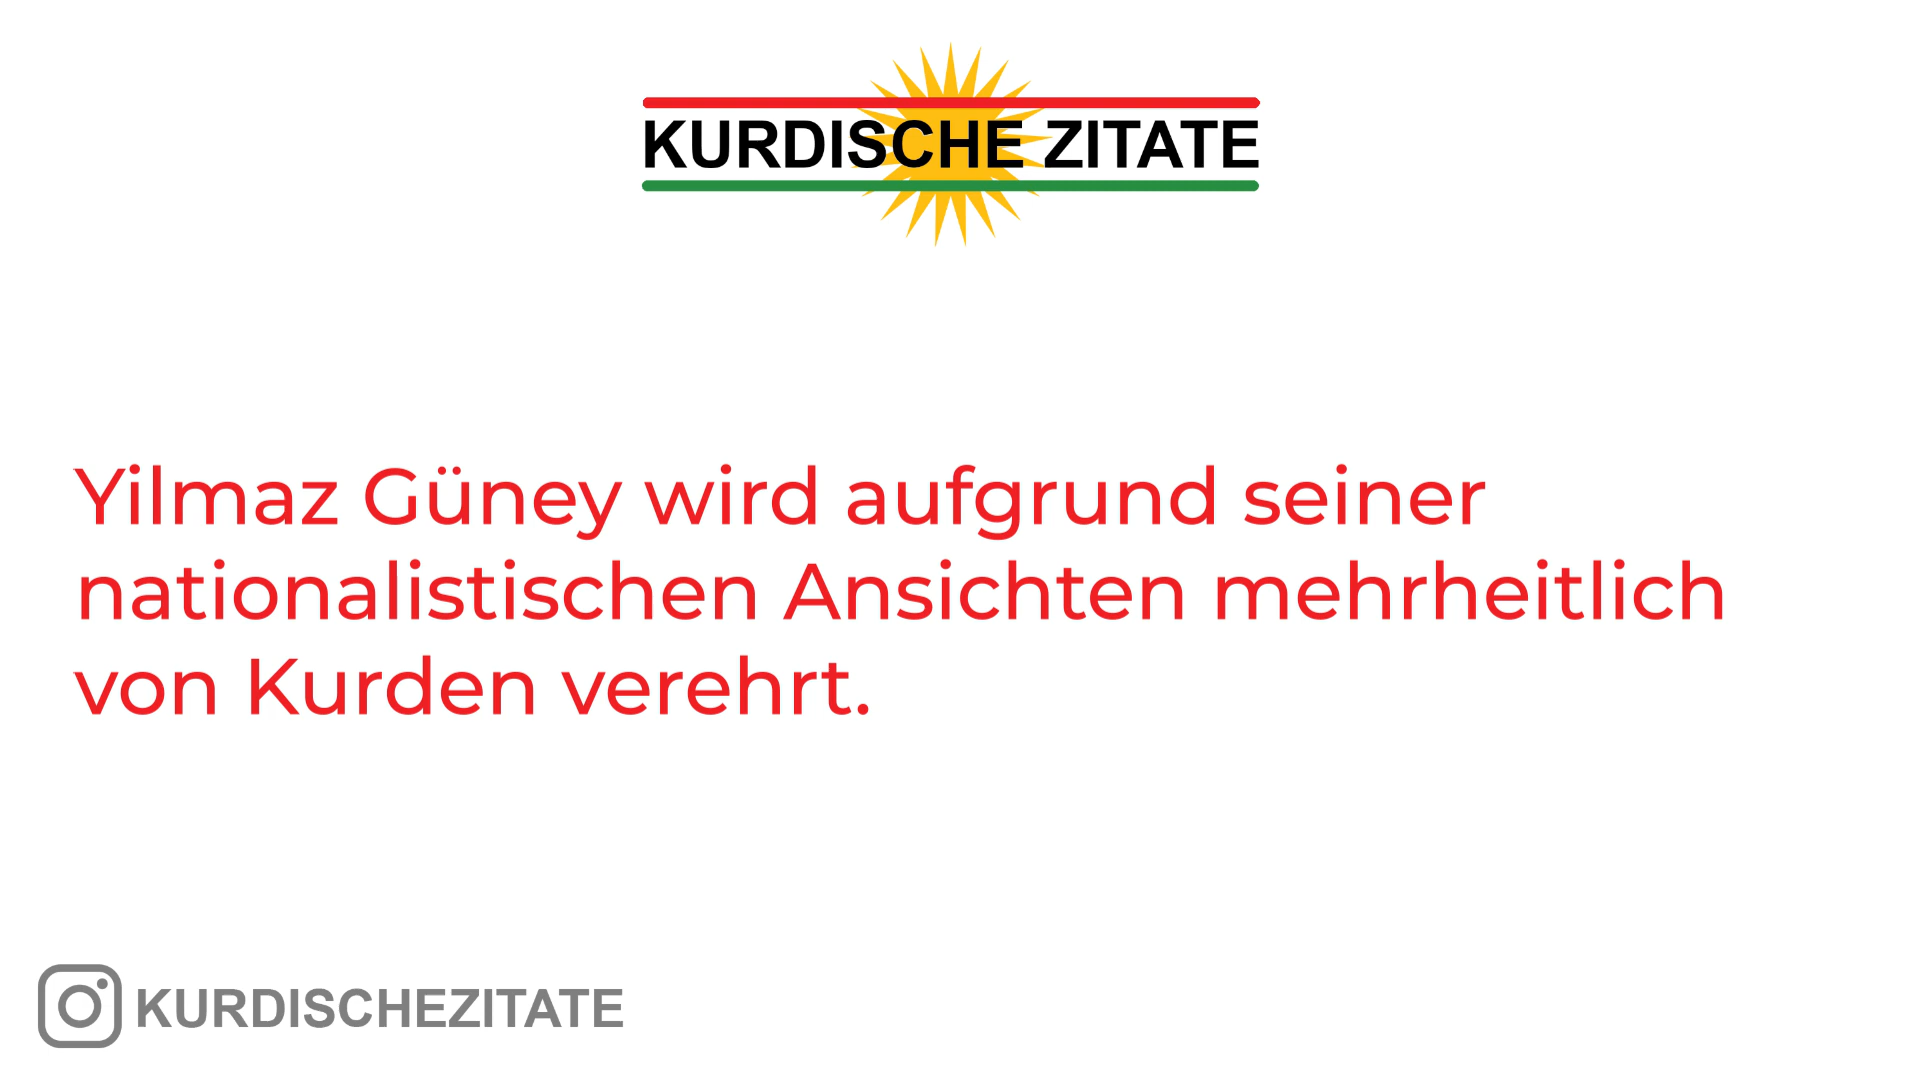 KURDISCHE ZITATE
Yilmaz Güney wird aufgrund seiner
nationalistischen Ansichten mehrheitlich
von Kurden verehrt.
KURDISCHEZITATE